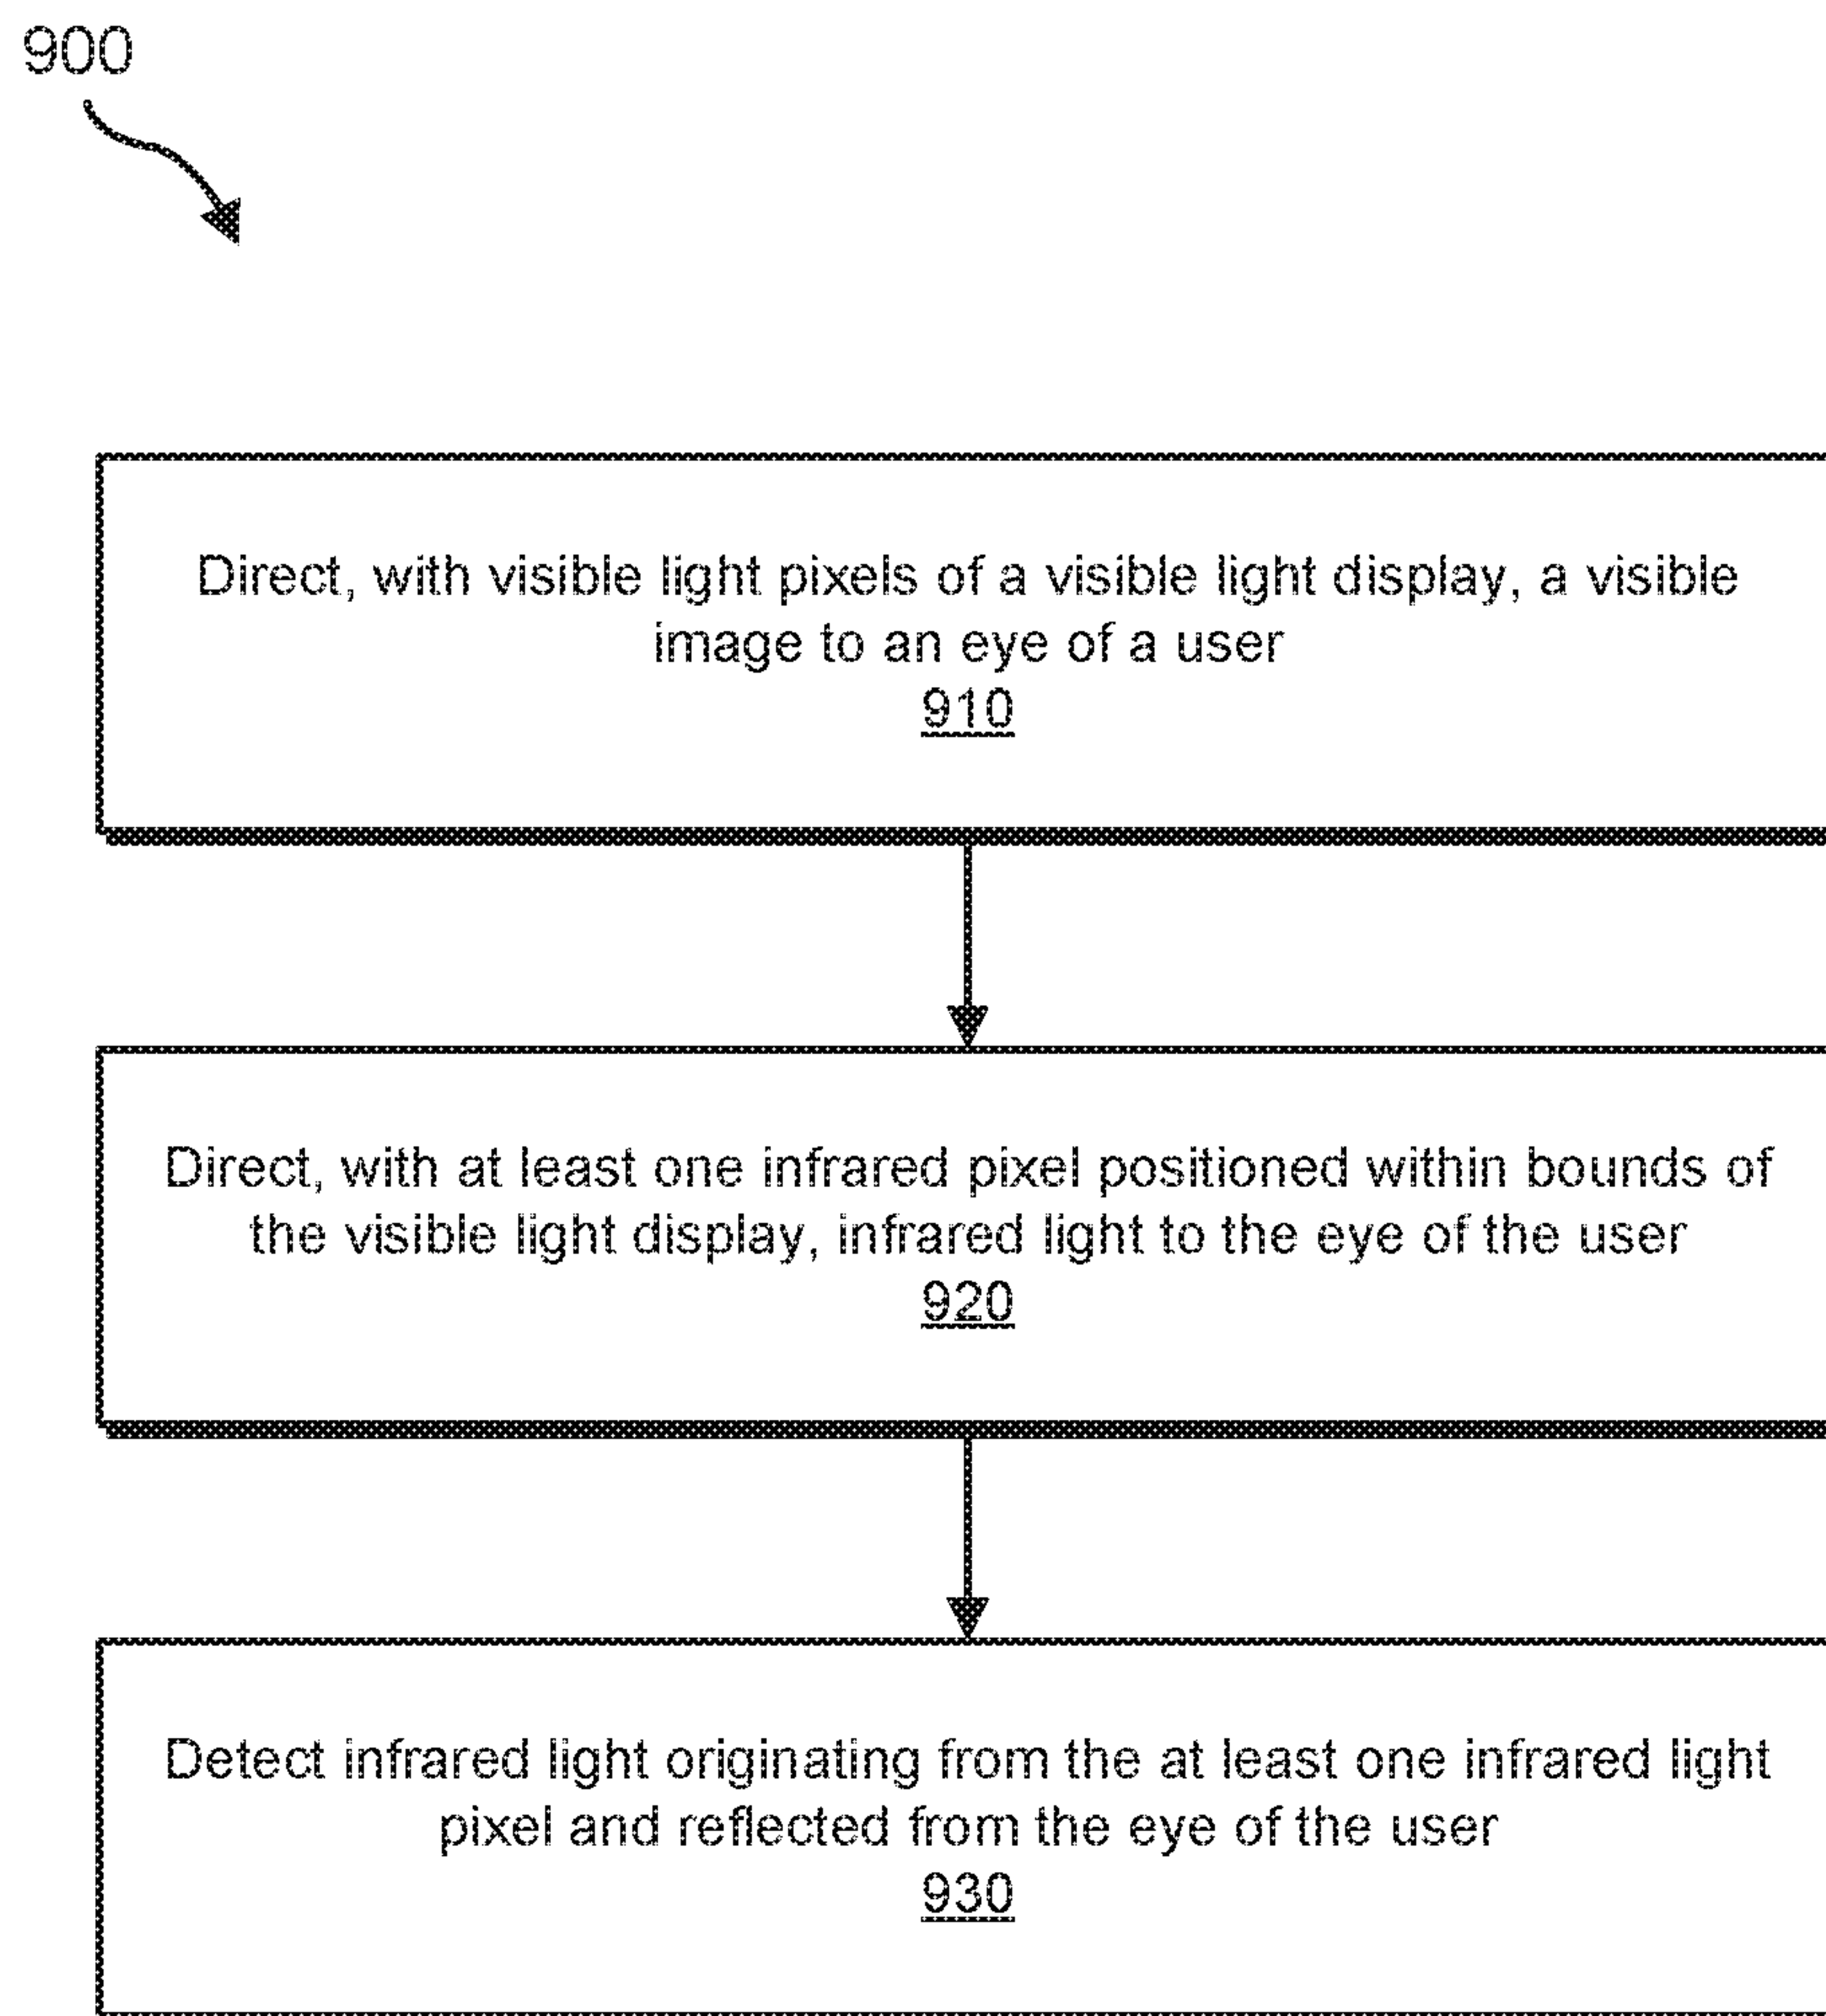 900
Direct, with visible light pixels of a visible light display, a visible
image to an eye of a user
910
Direct, with at least one infrared pixel positioned within bounds of
the visible light display, infrared light to the eye of the user
920
Detect infrared light originating from the at least one infrared light
pixel and reflected from the eye of the user
930